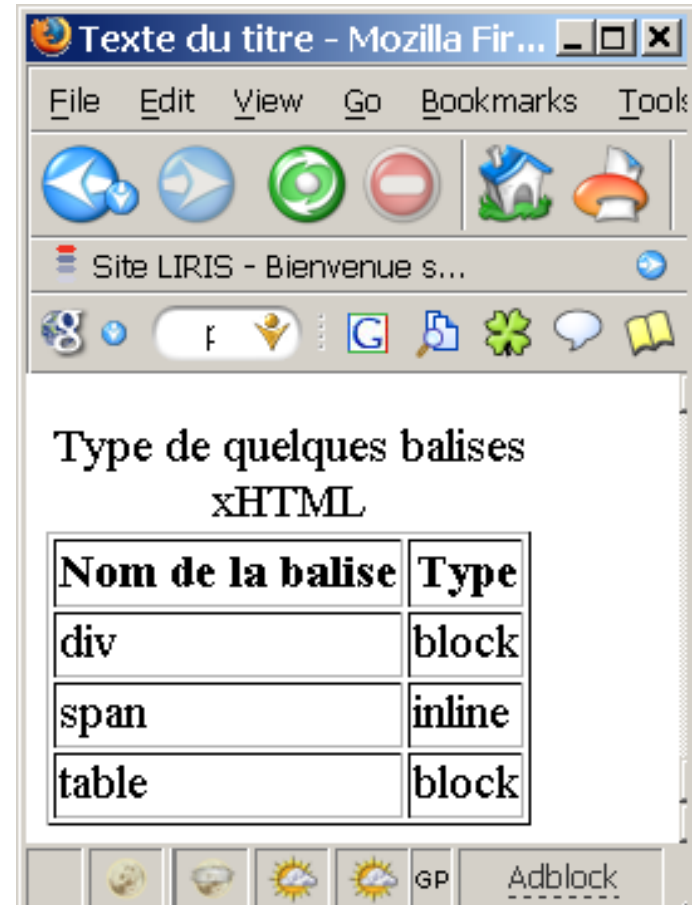 Texte du titre - Mozilla Fir...
File Edit View Go Bookmarks Tools
Site LIRIS - Bienvenue s...
G
Type de quelques balises
xHTML
Nom de la balise Type
div block
span inline
table block
GP Adblock